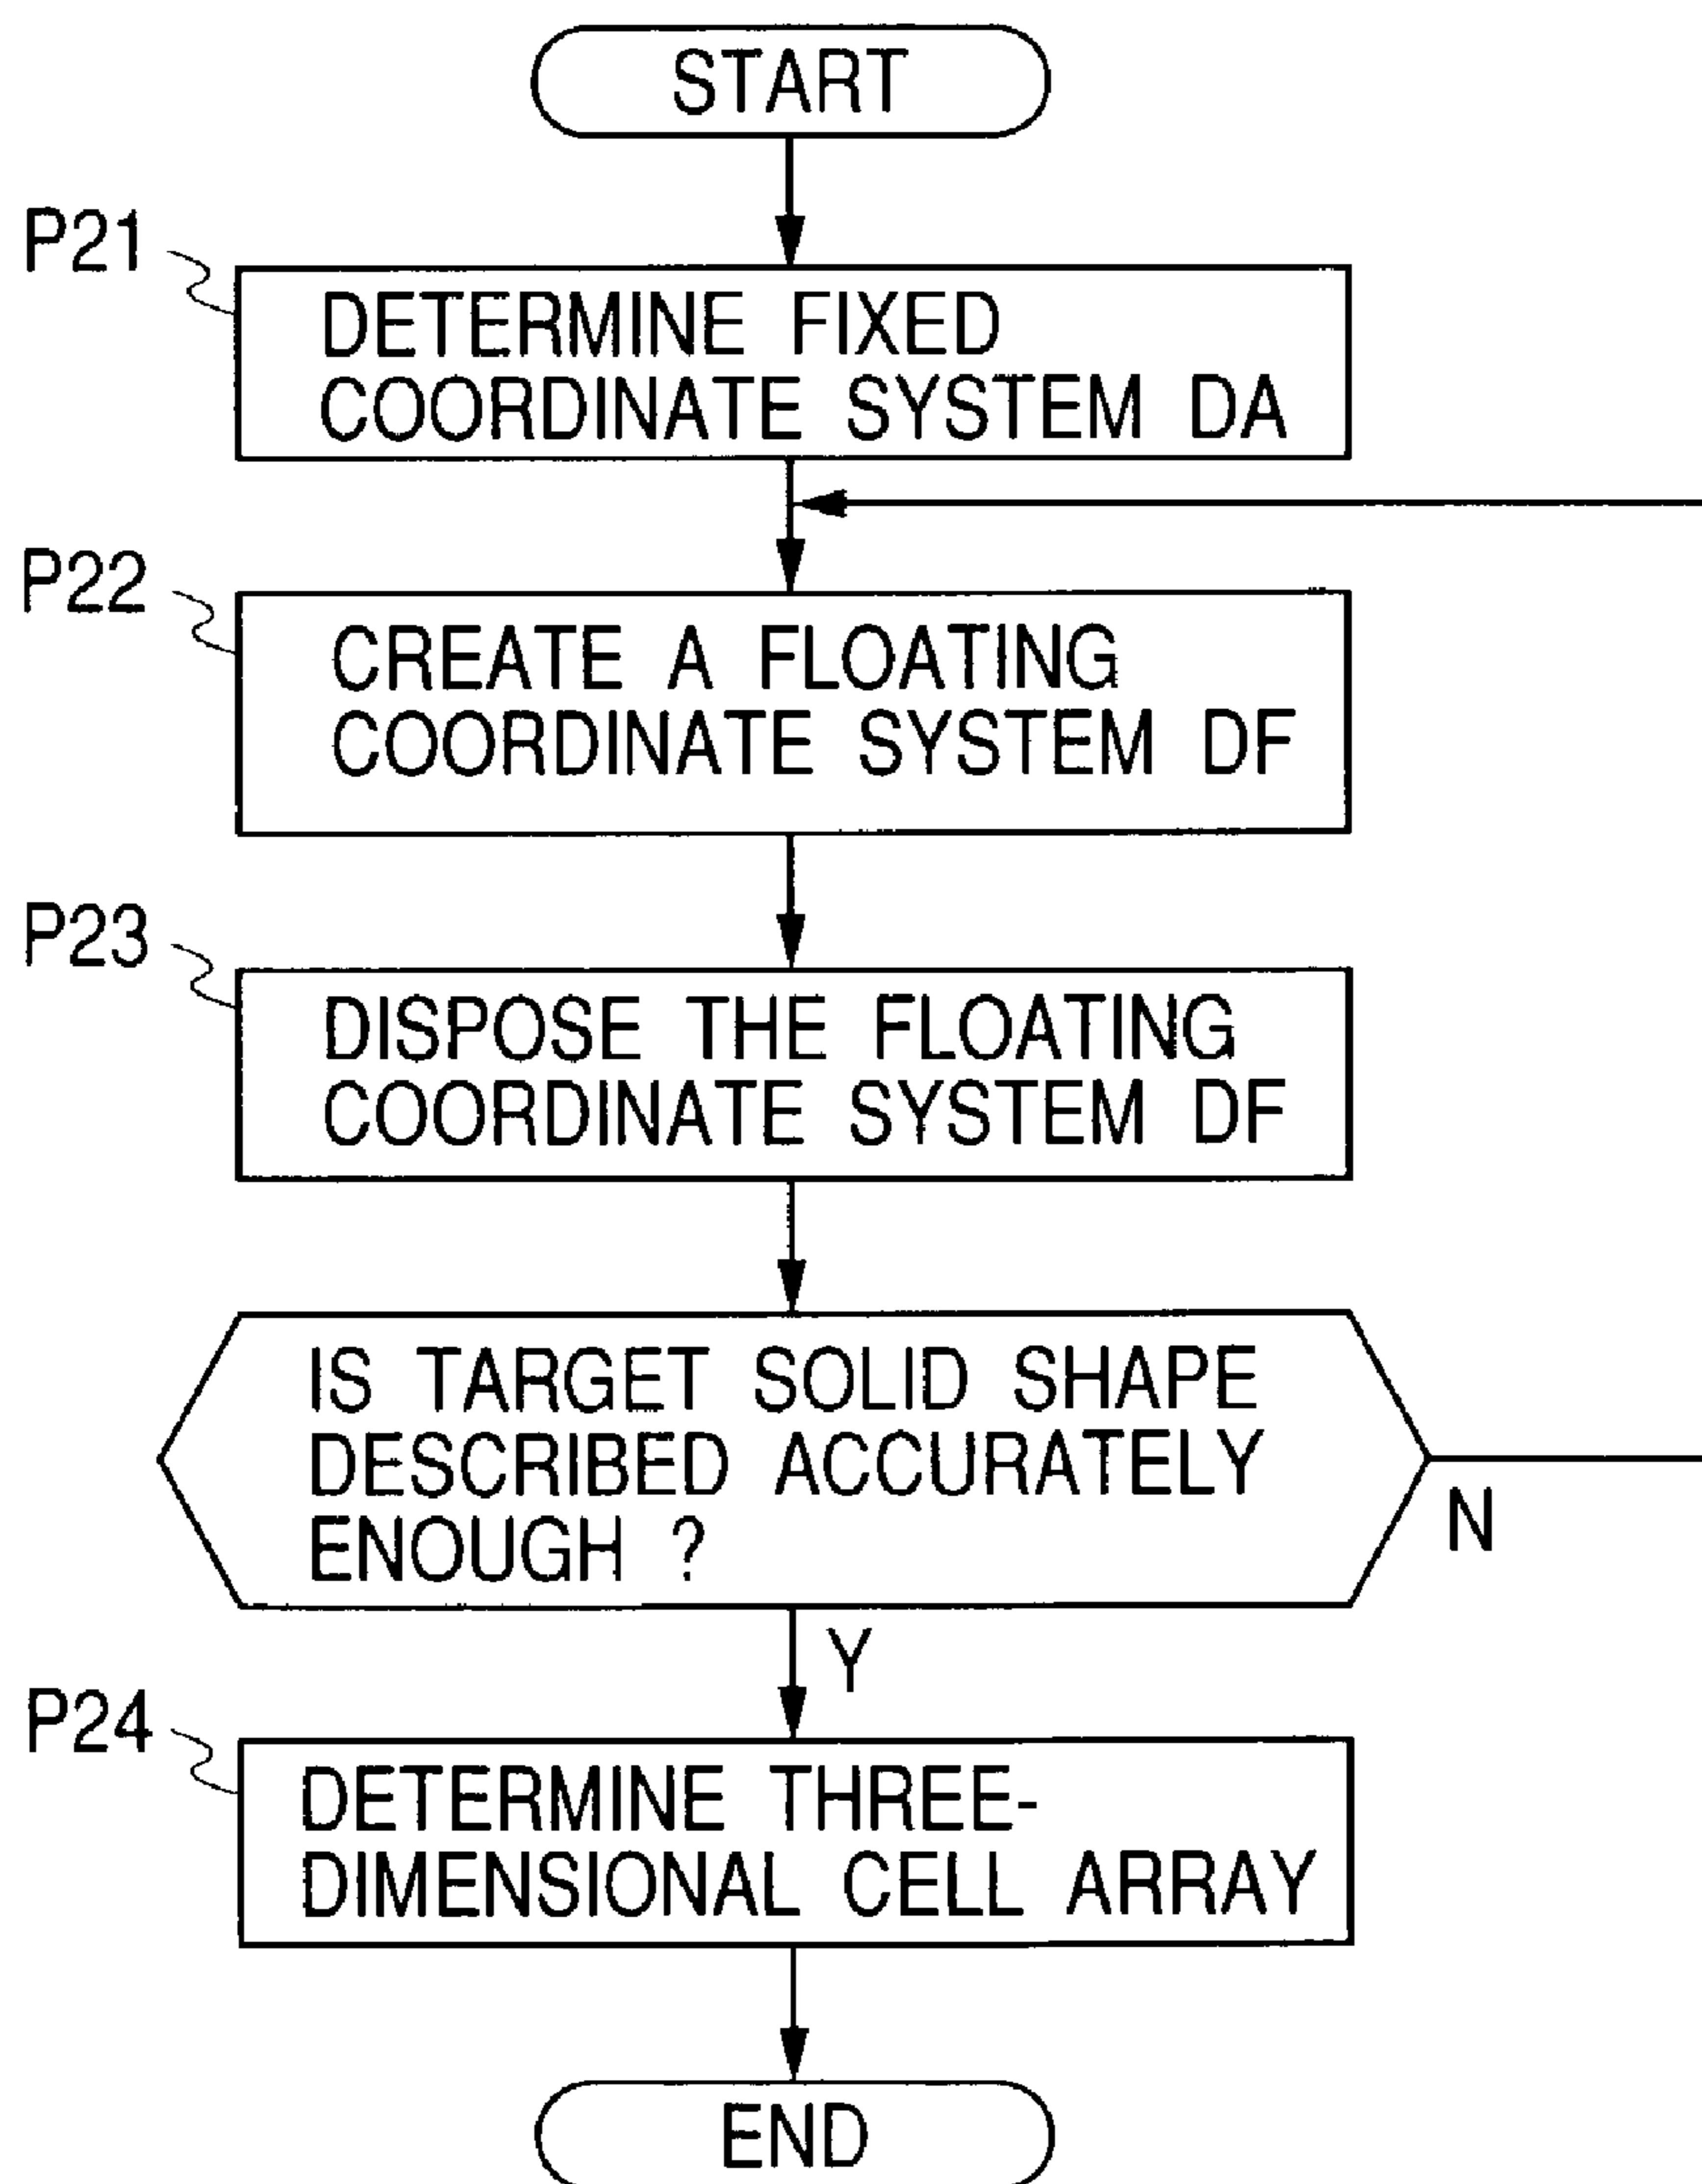 START
P21
DETERMINE FIXED
COORDINATE SYSTEM DA
P22
CREATE A FLOATING
COORDINATE SYSTEM DF
P23
DISPOSE THE FLOATING
COORDINATE SYSTEM DF
IS TARGET SOLID SHAPE
DESCRIBED ACCURATELY
ENOUGH ?
N
Y
P24
DETERMINE THREE-
DIMENSIONAL CELL ARRAY
END